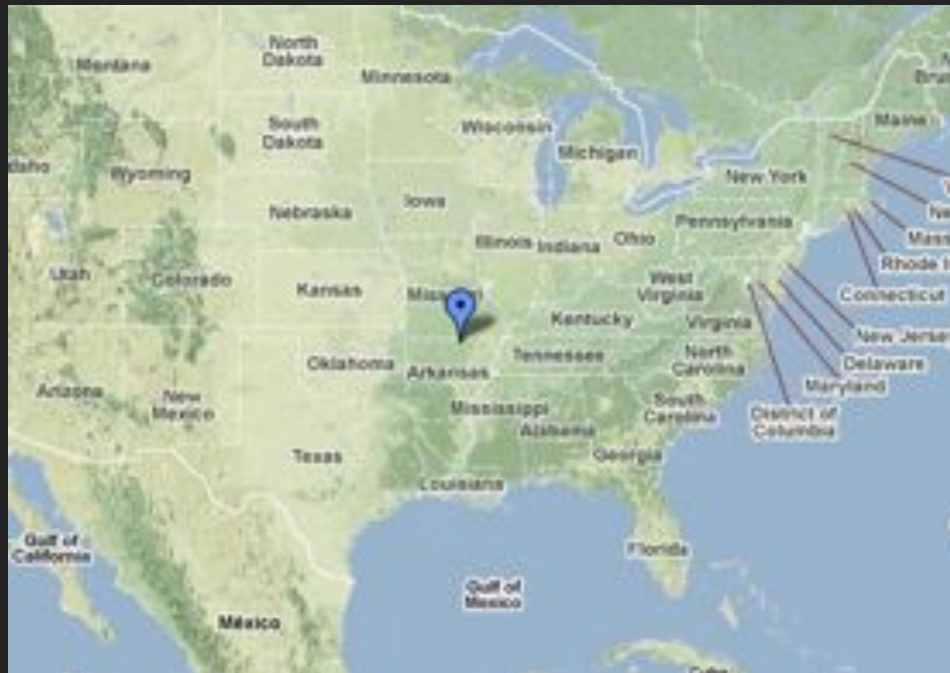 North
Dakota
Montana
Minnesota
South
Dakota
Wisconsin
Maine
Michigan
Wyoming
New York
Iowa
Nebraska
Pennsylvania
Illinois
Indiana
Ohio
Mass
Rhode I
Utah
Colorado
Kansas
West
Virginia
Connecticut
Kentucky
Virginia
New Jerse
Oklahoma
Tennessee
North
Carolina
Delaware
Arkansas
Maryland
Arizona
New
Mexico
Mississippi
South
Carolina
District of
Columbia
Alabama
Texas
Georgia
Louisiana
Gulf of
California
Florida
Gulf of
Mexico
México